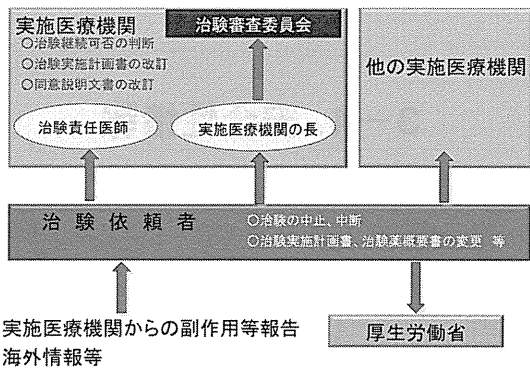 実施医療機関
治験審査委員会
○治験継続可否の判断
○治験実施計画書の改訂
○同意説明文書の改訂
他の実施医療機関
治験責任医師
実施医療機関の長
治験依頼者
○治験の中止、中断
○治験実施計画書、治験薬概要書の変更 等
実施医療機関からの副作用等報告
海外情報等
厚生労働省